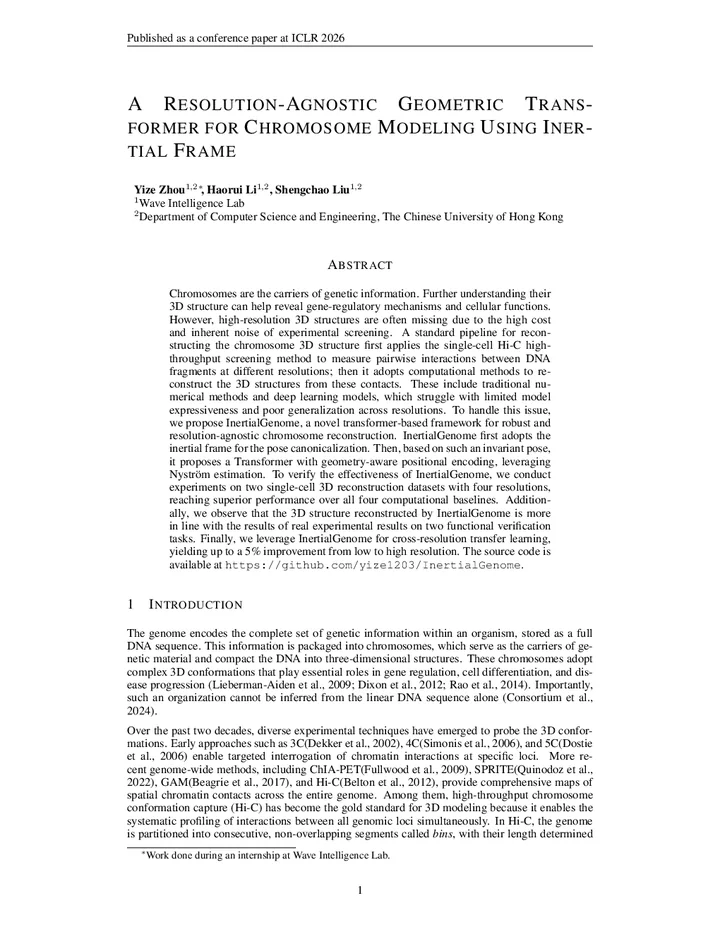 Published as a conference paper at ICLR 2026
A RESOLUTION-AGNOSTIC GEOMETRIC TRANS-
FORMER FOR CHROMOSOME MODELING USING INER-
TIAL FRAME
Yize Zhou1,2*, Haorui Li1,2, Shengchao Liu1,2
1Wave Intelligence Lab
2Department of Computer Science and Engineering, The Chinese University of Hong Kong
ABSTRACT
Chromosomes are the carriers of genetic information. Further understanding their
3D structure can help reveal gene-regulatory mechanisms and cellular functions.
However, high-resolution 3D structures are often missing due to the high cost
and inherent noise of experimental screening. A standard pipeline for recon-
structing the chromosome 3D structure first applies the single-cell Hi-C high-
throughput screening method to measure pairwise interactions between DNA
fragments at different resolutions; then it adopts computational methods to re-
construct the 3D structures from these contacts. These include traditional nu-
merical methods and deep learning models, which struggle with limited model
expressiveness and poor generalization across resolutions. To handle this issue,
we propose InertialGenome, a novel transformer-based framework for robust and
resolution-agnostic chromosome reconstruction. InertialGenome first adopts the
inertial frame for the pose canonicalization. Then, based on such an invariant pose,
it proposes a Transformer with geometry-aware positional encoding, leveraging
Nyström estimation. To verify the effectiveness of InertialGenome, we conduct
experiments on two single-cell 3D reconstruction datasets with four resolutions,
reaching superior performance over all four computational baselines. Addition-
ally, we observe that the 3D structure reconstructed by InertialGenome is more
in line with the results of real experimental results on two functional verification
tasks. Finally, we leverage InertialGenome for cross-resolution transfer learning,
yielding up to a 5% improvement from low to high resolution. The source code is
available at https://github.com/yize1203/InertialGenome.
1 INTRODUCTION
The genome encodes the complete set of genetic information within an organism, stored as a full
DNA sequence. This information is packaged into chromosomes, which serve as the carriers of ge-
netic material and compact the DNA into three-dimensional structures. These chromosomes adopt
complex 3D conformations that play essential roles in gene regulation, cell differentiation, and dis-
ease progression (Lieberman-Aiden et al., 2009; Dixon et al., 2012; Rao et al., 2014). Importantly,
such an organization cannot be inferred from the linear DNA sequence alone (Consortium et al.,
2024).
Over the past two decades, diverse experimental techniques have emerged to probe the 3D confor-
mations. Early approaches such as 3C(Dekker et al., 2002), 4C(Simonis et al., 2006), and 5C(Dostie
et al., 2006) enable targeted interrogation of chromatin interactions at specific loci. More re-
cent genome-wide methods, including ChIA-PET(Fullwood et al., 2009), SPRITE(Quinodoz et al.,
2022), GAM(Beagrie et al., 2017), and Hi-C(Belton et al., 2012), provide comprehensive maps of
spatial chromatin contacts across the entire genome. Among them, high-throughput chromosome
conformation capture (Hi-C) has become the gold standard for 3D modeling because it enables the
systematic profiling of interactions between all genomic loci simultaneously. In Hi-C, the genome
is partitioned into consecutive, non-overlapping segments called bins, with their length determined
*Work done during an internship at Wave Intelligence Lab.
1